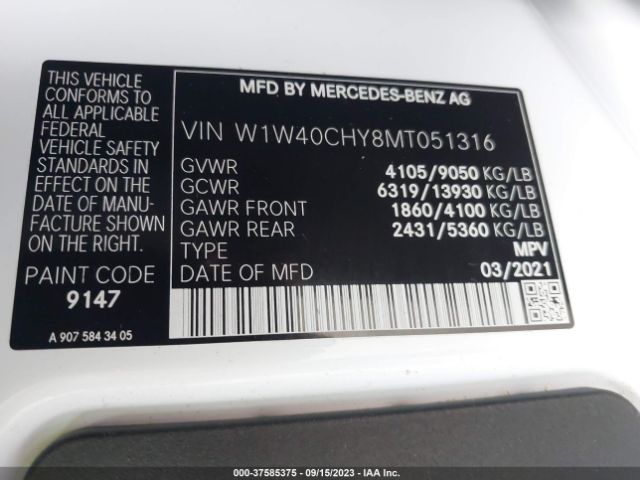 THIS VEHICLE
CONFORMS TO
ALL APPLICABLE
FEDERAL MOTOR
VEHICLE SAFETY
STANDARDS IN
EFFECT ON THE
DATE OF MANU-
FACTURE SHOWN
ON THE RIGHT.
PAINT CODE
9147
A 907 584 34 05
MFD BY MERCEDES-BENZ AG
VIN W1W40CHY8MT051316
GVWR 4105/9050 KG/LB
GCWR 6319/13930 KG/LB
GAWR FRONT 1860/4100 KG/LB
GAWR REAR 2431/5360 KG/LB
TYPE MPV
DATE OF MFD 03/2021
000 - 37585375 - 09/15/2023 - IAA Inc.